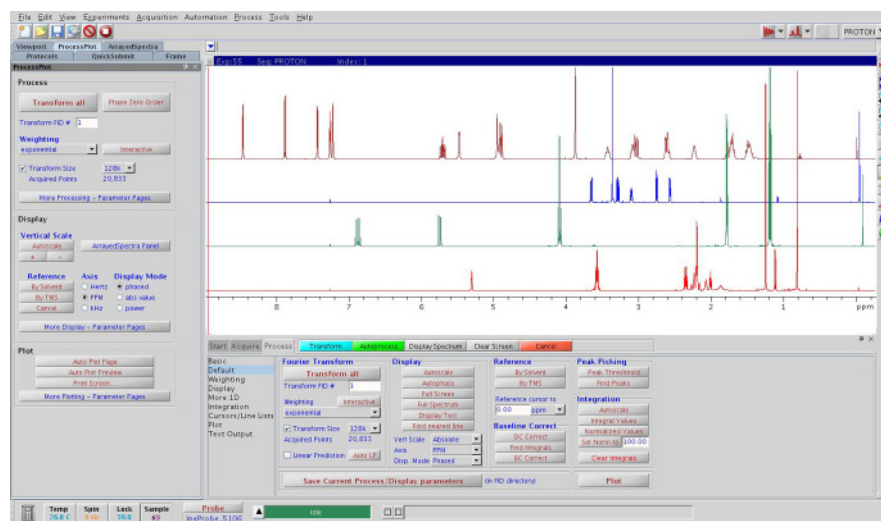 File Edit View Experiments Acquisition Automation Process Tools Help
PROTON
Viewport ProcessPlot ArrayedSpectra
Protocols QuickSubmit Frame
ProcessPlot
Exp:55 Seq: PROTON Index: 1
Process
Transform all Phase Zero Order
Transform FID # 1
Weighting
exponential Interactive
Transform Size 128k
Acquired Points 20,833
More Processing - Parameter Pages
Display
Vertical Scale
Autoscale ArrayedSpectra Panel
+ -
Reference Axis Display Mode
By Solvent Hertz phased
By TMS PPM abs value
Cancel kHz power
More Display - Parameter Pages
Plot
Auto Plot Page
Auto Plot Preview
Print Screen...
More Plotting - Parameter Pages
8 7 6 5 4 3 2 1 ppm
Start Acquire Process Transform Autoprocess Display Spectrum Clear Screen Cancel
Basic
Default
Weighting
Display
More 1D
Integration
Cursors/Line Lists
Plot
Text Output
Fourier Transform
Transform all
Transform FID # 1
Weighting Interactive
exponential
Transform Size 128k
Acquired Points 20,833
Linear Prediction Auto LP
Display
Autoscale
Autophase
Full Screen
Full Spectrum
Display Text
Find nearest line
Vert Scale Absolute
Axis PPM
Disp. Mode Phased
Reference
By Solvent
By TMS
Reference cursor to
0.00 ppm
Baseline Correct
DC Correct
Find Integrals
BC Correct
Peak Picking
Peak Threshhold
Find Peaks
Integration
Autoscale
Integral Values
Normalized Values
Set Norm to 100.00
Clear Integrals
Save Current Process/Display parameters (in FID directory) Plot
Temp Spin Lock Sample Probe
26.0 C 59.8 65 OneProbe_5106
Idle